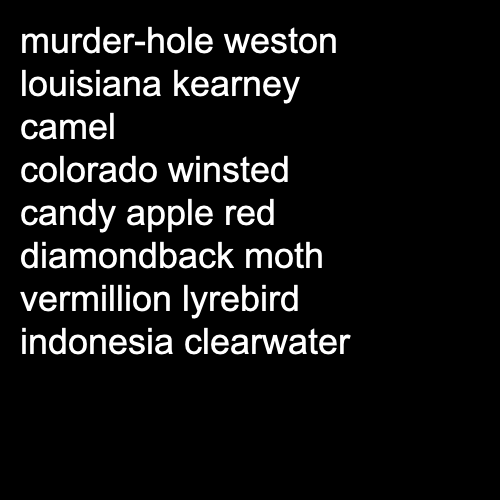 murder-hole weston
louisiana kearney
camel
colorado winsted
candy apple red
diamondback moth
vermillion lyrebird
indonesia clearwater